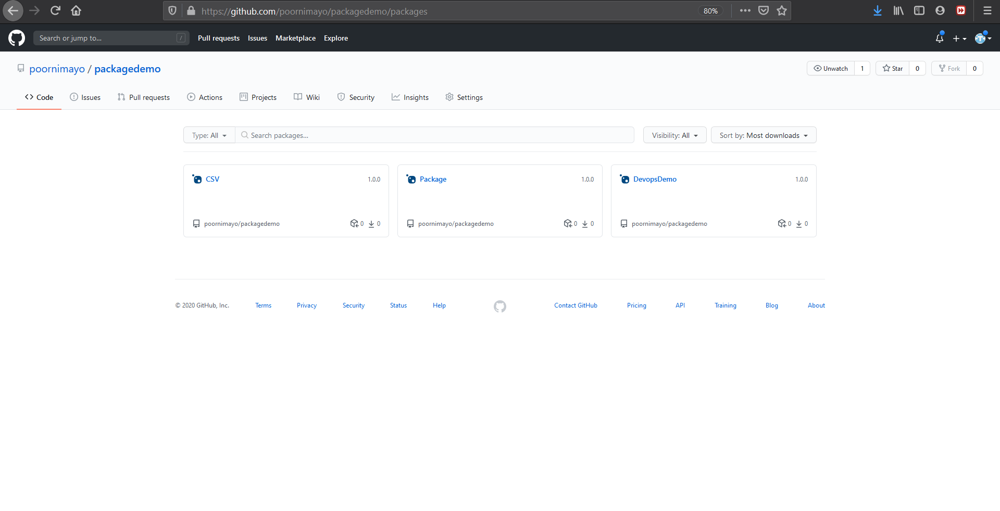 https://github.com/poornimayo/packagedemo/packages 80%
Search or jump to... / Pull requests Issues Marketplace Explore
poornimayo / packagedemo Unwatch 1 Star 0 Fork 0
Code Issues Pull requests Actions Projects Wiki Security Insights Settings
Type: All Search packages... Visibility: All Sort by: Most downloads
CSV 1.0.0 Package 1.0.0 DevopsDemo 1.0.0
poornimayo/packagedemo 0 0 poornimayo/packagedemo 0 0 poornimayo/packagedemo 0 0
© 2020 GitHub, Inc. Terms Privacy Security Status Help Contact GitHub Pricing API Training Blog About